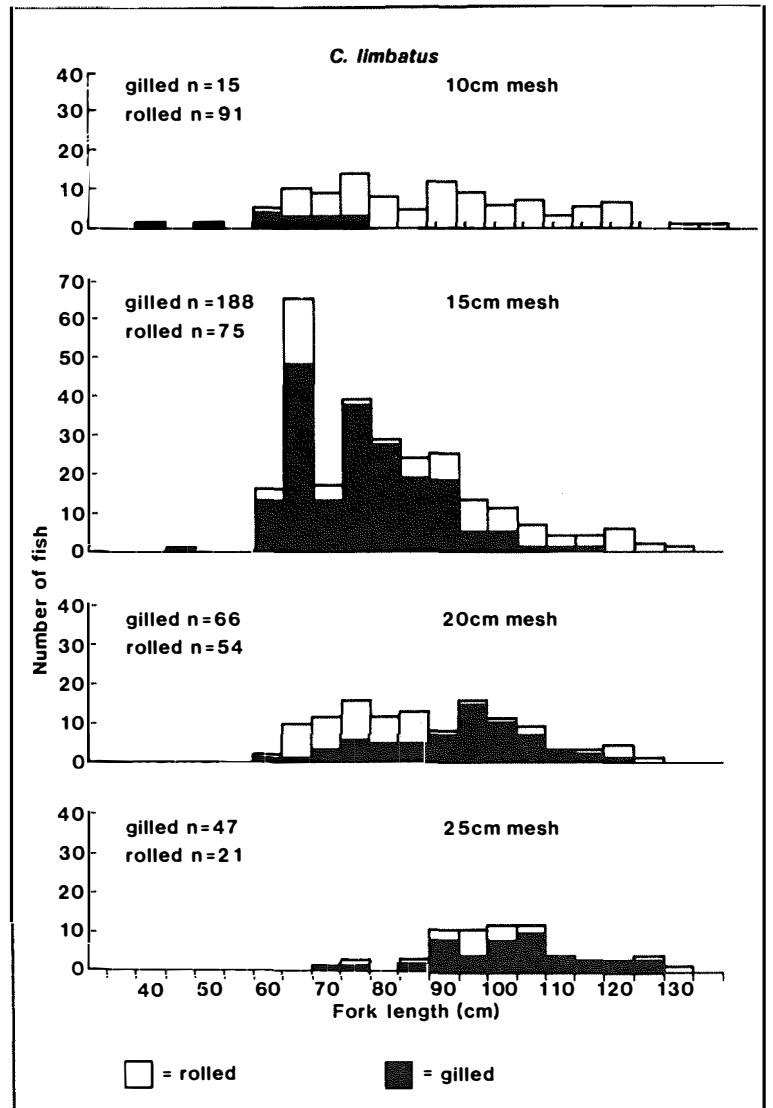 C. limbatus
40
30
20
10
0
gilled n=15
rolled n=91
10cm mesh
70
60
50
40
30
20
10
0
gilled n=188
rolled n=75
15cm mesh
Number of fish
40
30
20
10
0
gilled n=66
rolled n=54
20cm mesh
40
30
20
10
0
gilled n=47
rolled n=21
25cm mesh
40 50 60 70 80 90 100 110 120 130
Fork length (cm)
= rolled = gilled